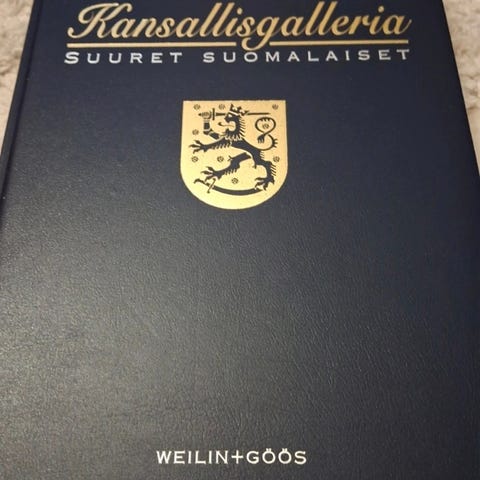 Kansallisgalleria
SUURET SUOMALAISET
WEILIN+GÖÖS